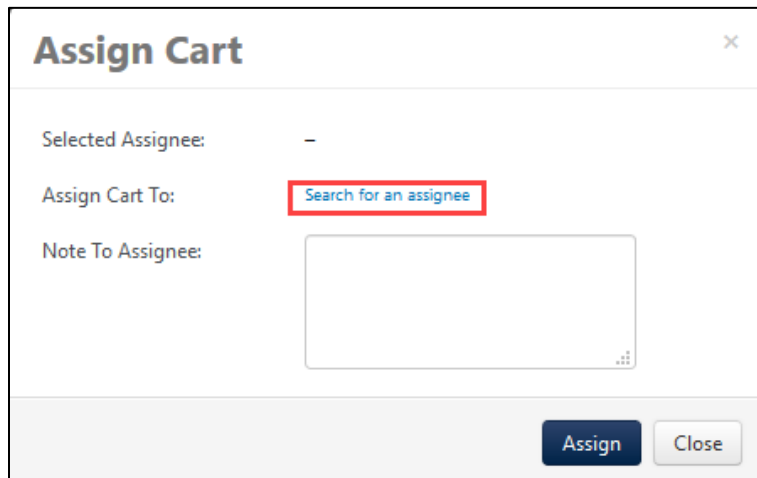 Assign Cart
×
Selected Assignee: –
Assign Cart To: Search for an assignee
Note To Assignee:
Assign Close